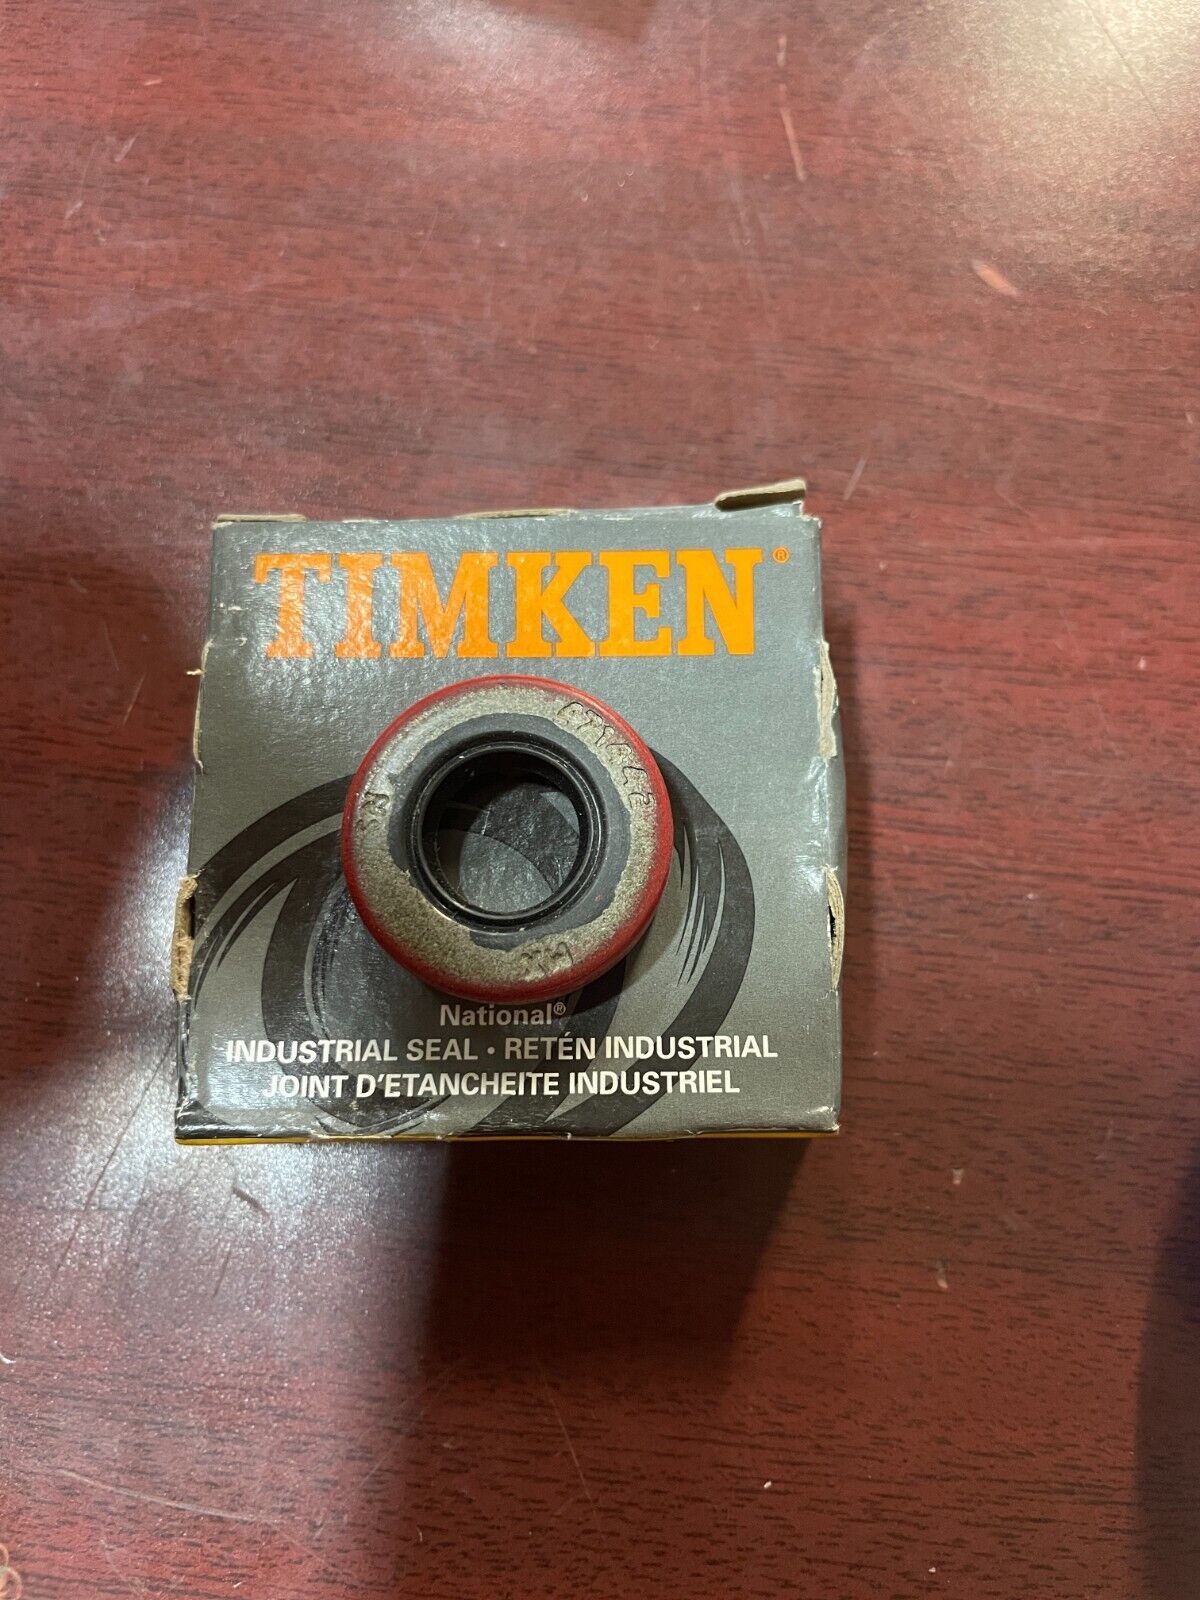 TIMKEN®
National®
INDUSTRIAL SEAL • RETÉN INDUSTRIAL
JOINT D'ETANCHEITE INDUSTRIEL